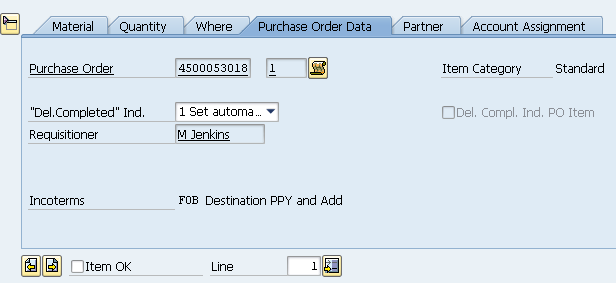 Material Quantity Where Purchase Order Data Partner Account Assignment
Purchase Order 4500053018 1 Item Category Standard
"Del.Completed" Ind. 1 Set automa... Del. Compl. Ind. PO Item
Requisitioner M Jenkins
Incoterms FOB Destination PPY and Add
Item OK Line 1